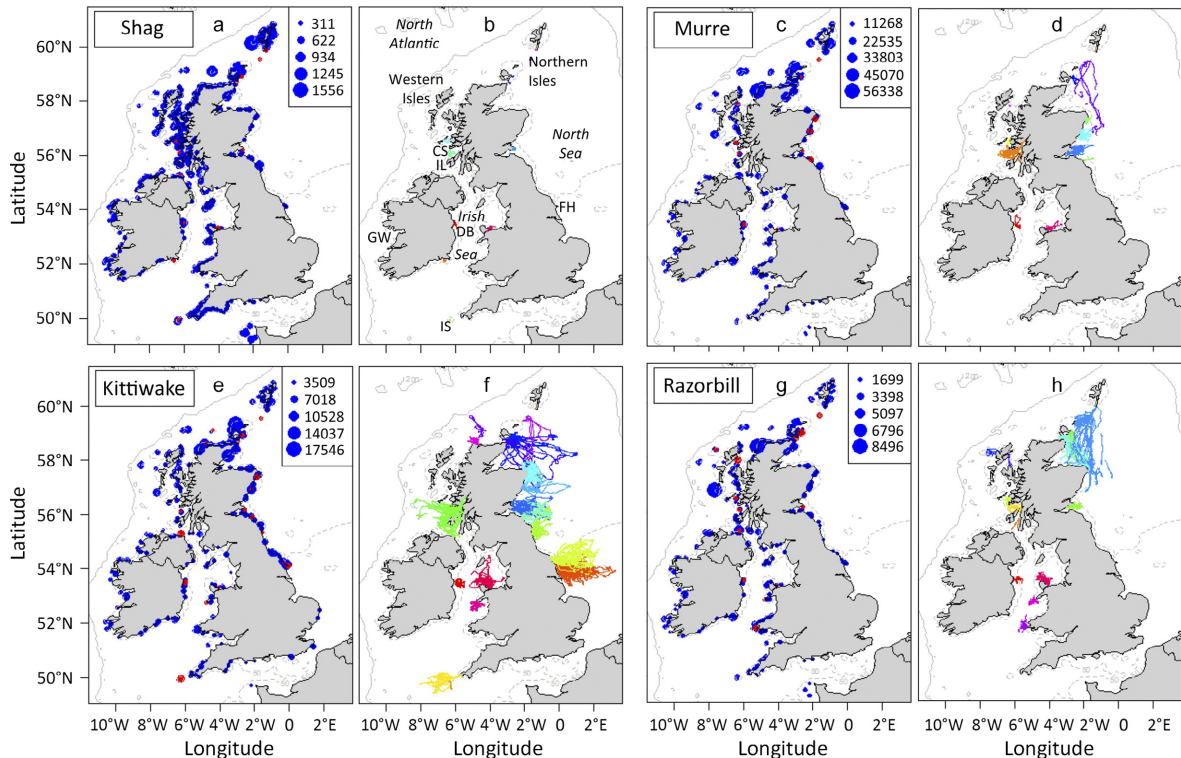 Shag
a
311
622
934
1245
1556
b
North
Atlantic
Western
Isles
Northern
Isles
North
Sea
CS
IL
Irish
DB
Sea
GW
FH
IS
Murre
c
11268
22535
33803
45070
56338
d
60°N
58°N
56°N
54°N
52°N
50°N
Latitude
Kittiwake
e
3509
7018
10528
14037
17546
f
Razorbill
g
1699
3398
5097
6796
8496
h
60°N
58°N
56°N
54°N
52°N
50°N
Latitude
10°W 8°W 6°W 4°W 2°W 0 10°W 8°W 6°W 4°W 2°W 0 2°E 10°W 8°W 6°W 4°W 2°W 0 10°W 8°W 6°W 4°W 2°W 0 2°E
Longitude Longitude Longitude Longitude